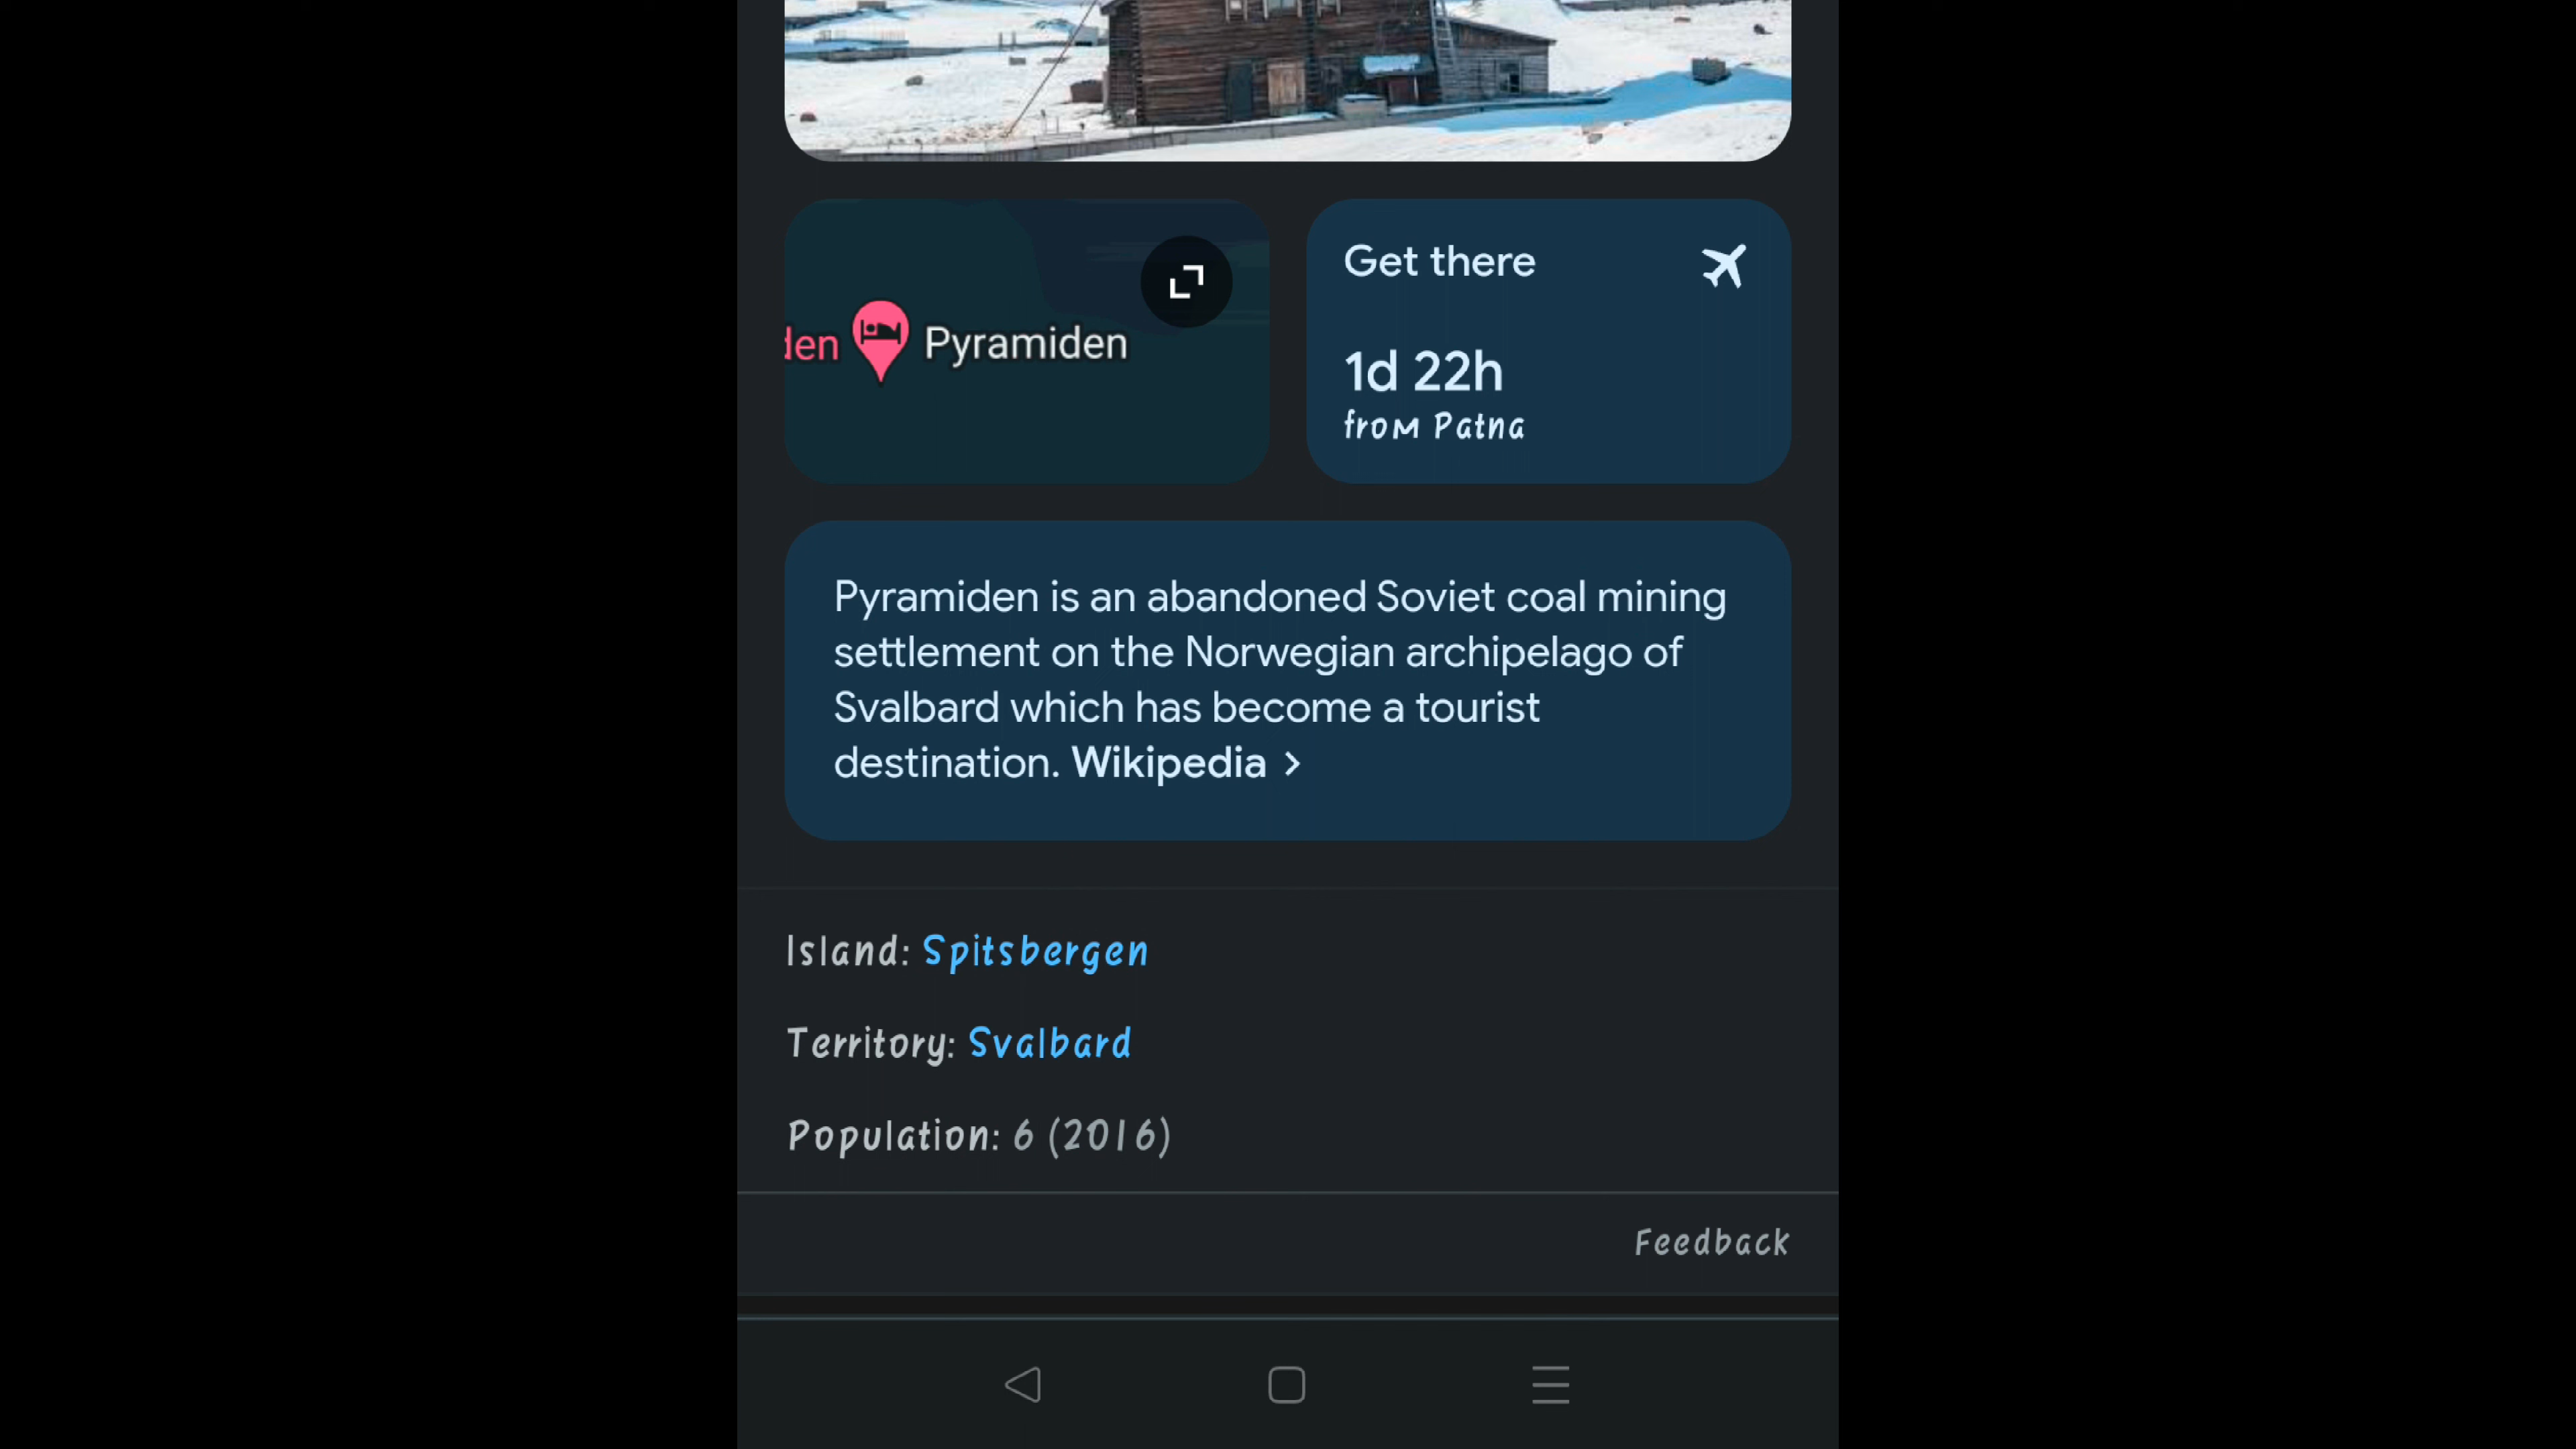 den
Pyramiden
Get there
1d 22h
from Patna
Pyramiden is an abandoned Soviet coal mining
settlement on the Norwegian archipelago of
Svalbard which has become a tourist
destination. Wikipedia >
Island: Spitsbergen
Territory: Svalbard
Population: 6 (2016)
Feedback